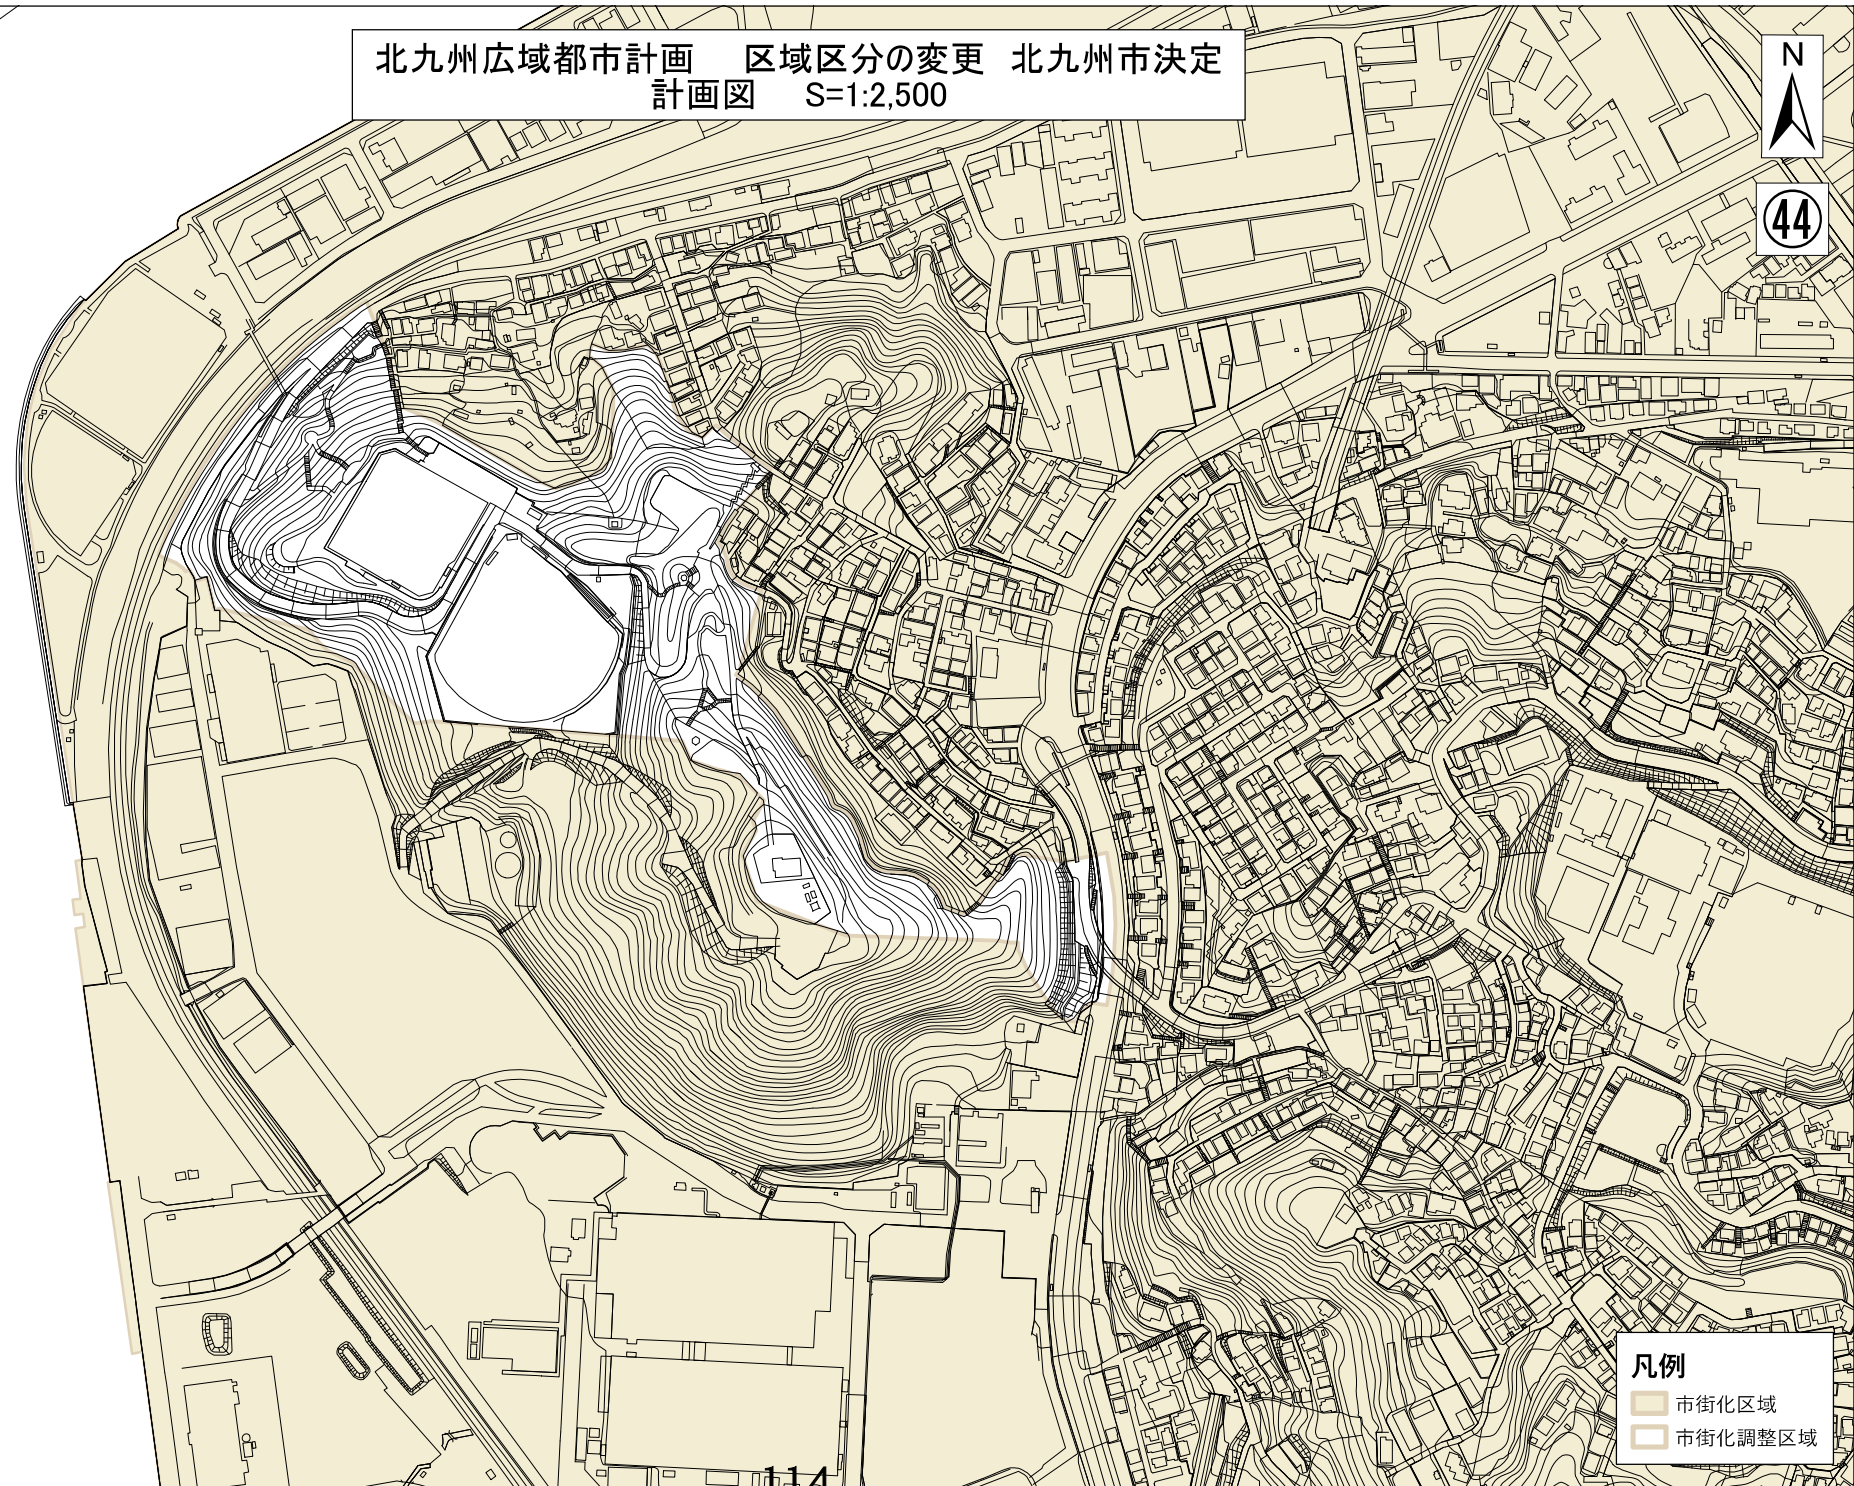 北九州広域都市計画　区域区分の変更　北九州市決定
計画図　S=1:2,500
N
44
凡例
市街化区域
市街化調整区域
114